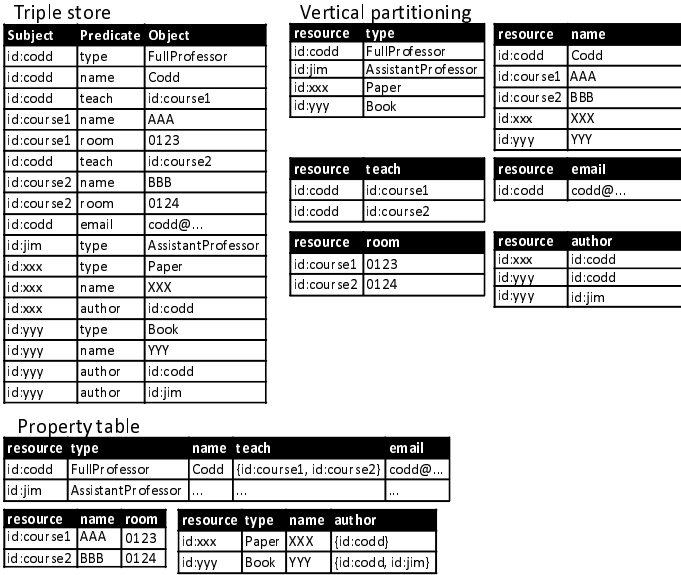 Triple store
Subject Predicate Object
id:codd type FullProfessor
id:codd name Codd
id:codd teach id:course1
id:course1 name AAA
id:course1 room 0123
id:codd teach id:course2
id:course2 name BBB
id:course2 room 0124
id:codd email codd@...
id:jim type AssistantProfessor
id:xxx type Paper
id:xxx name XXX
id:xxx author id:codd
id:yyy type Book
id:yyy name YYY
id:yyy author id:codd
id:yyy author id:jim
Vertical partitioning
resource type
id:codd FullProfessor
id:jim AssistantProfessor
id:xxx Paper
id:yyy Book
resource name
id:codd Codd
id:course1 AAA
id:course2 BBB
id:xxx XXX
id:yyy YYY
resource teach
id:codd id:course1
id:codd id:course2
resource email
id:codd codd@...
resource room
id:course1 0123
id:course2 0124
resource author
id:xxx id:codd
id:yyy id:codd
id:yyy id:jim
Property table
resource type name teach email
id:codd FullProfessor Codd {id:course1, id:course2} codd@...
id:jim AssistantProfessor ... ... ...
resource name room
id:course1 AAA 0123
id:course2 BBB 0124
resource type name author
id:xxx Paper XXX {id:codd}
id:yyy Book YYY {id:codd, id:jim}